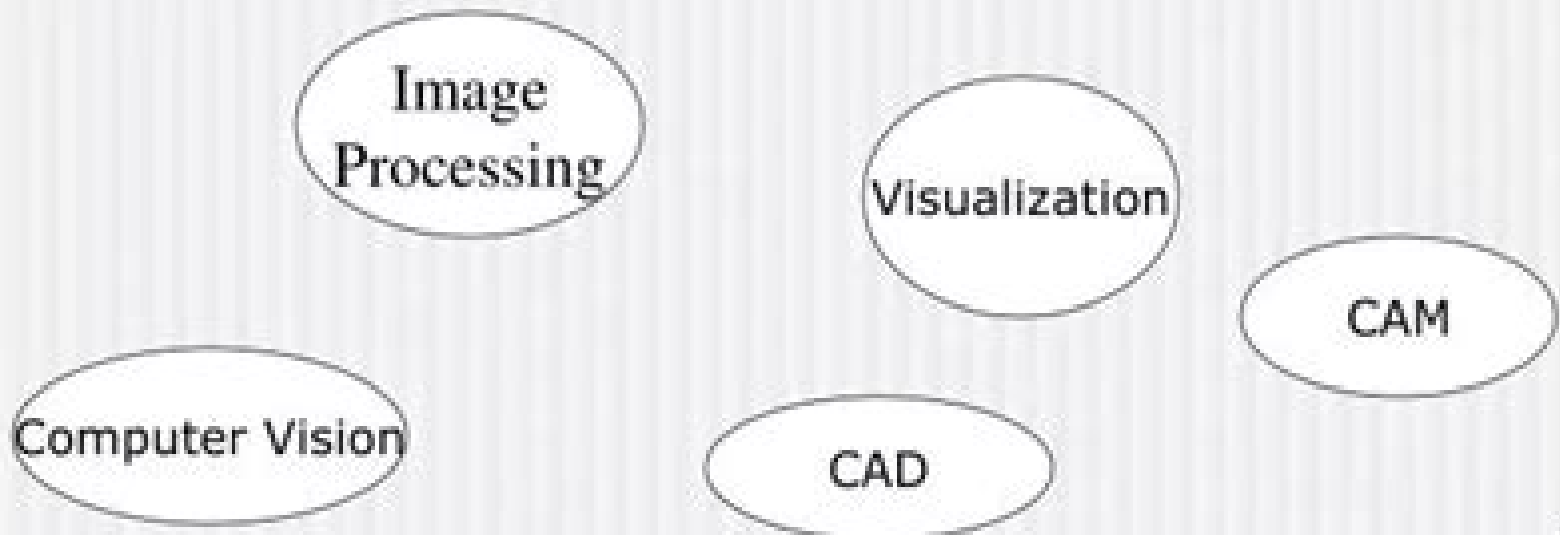 Image
Processing
Visualization
CAM
Computer Vision
CAD